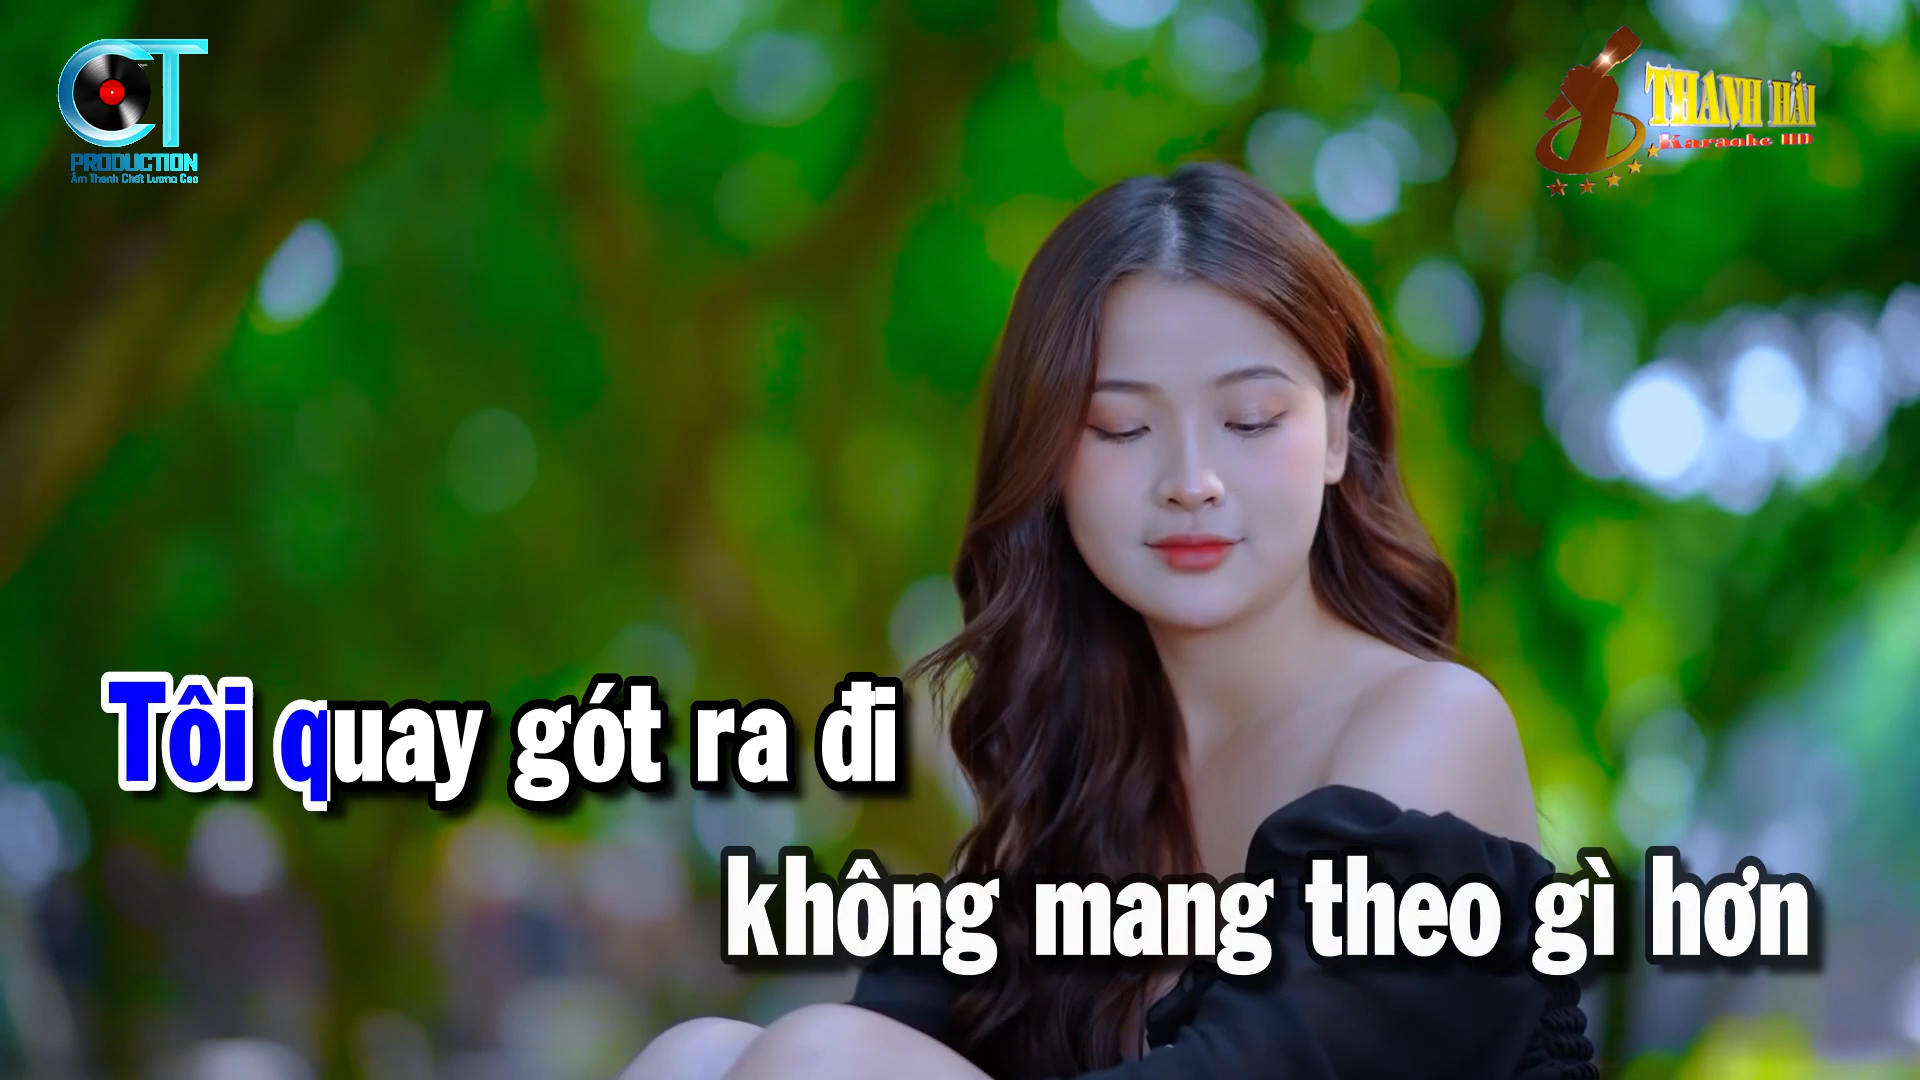 CT
PRODUCTION
Âm Thanh Chất Lượng Cao
THANH HẢI
Karaoke HD
Tôi quay gót ra đi
không mang theo gì hơn